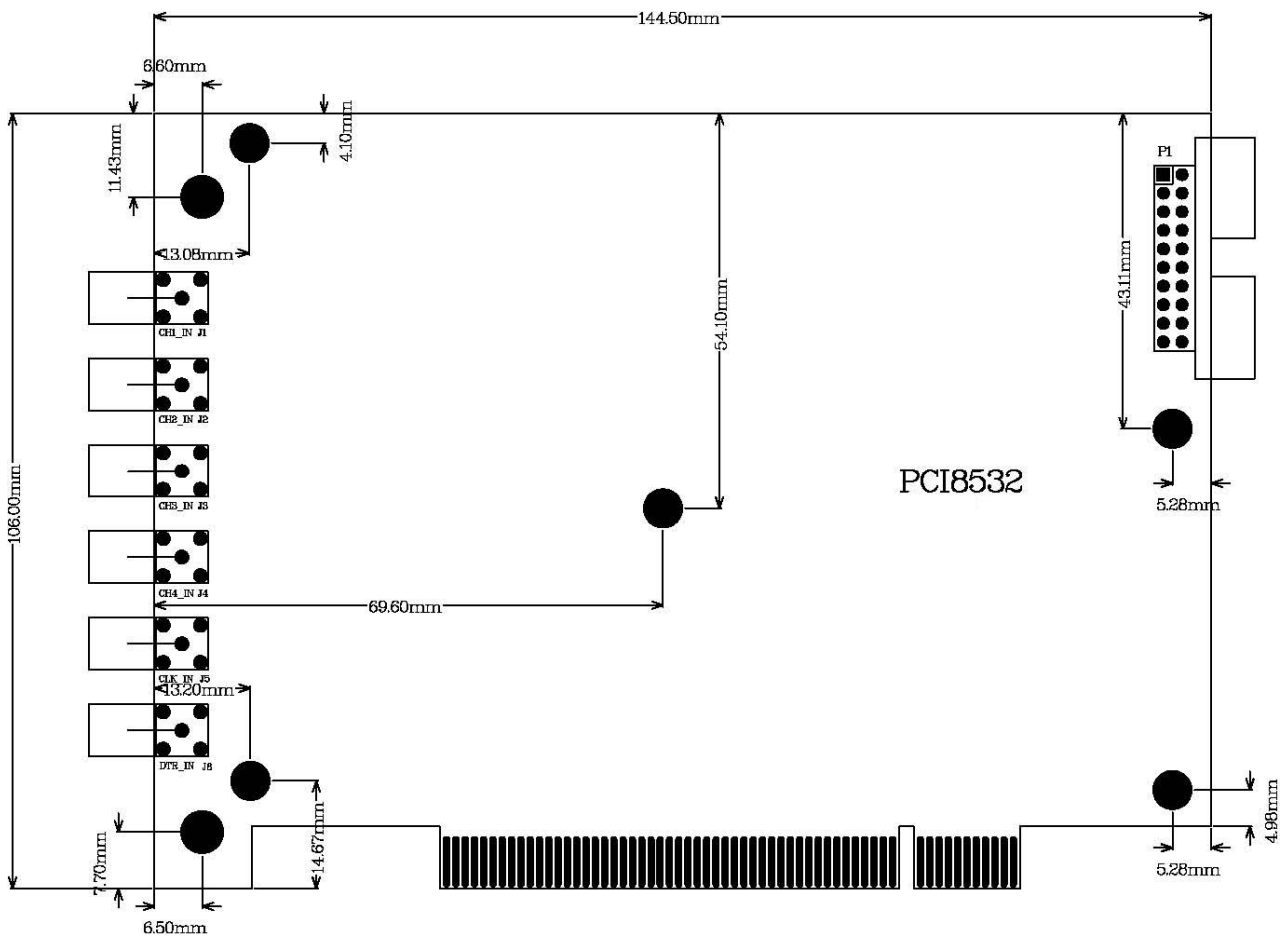 144.50mm
6.60mm
4.10mm
11.43mm
P1
13.08mm
43.11mm
54.10mm
CH1_IN J1
CH2_IN J2
PCI8532
CH3_IN J3
5.28mm
106.00mm
CH4_IN J4
69.60mm
CLK_IN J5
13.20mm
DTR_IN J6
14.67mm
4.98mm
7.70mm
5.28mm
6.50mm